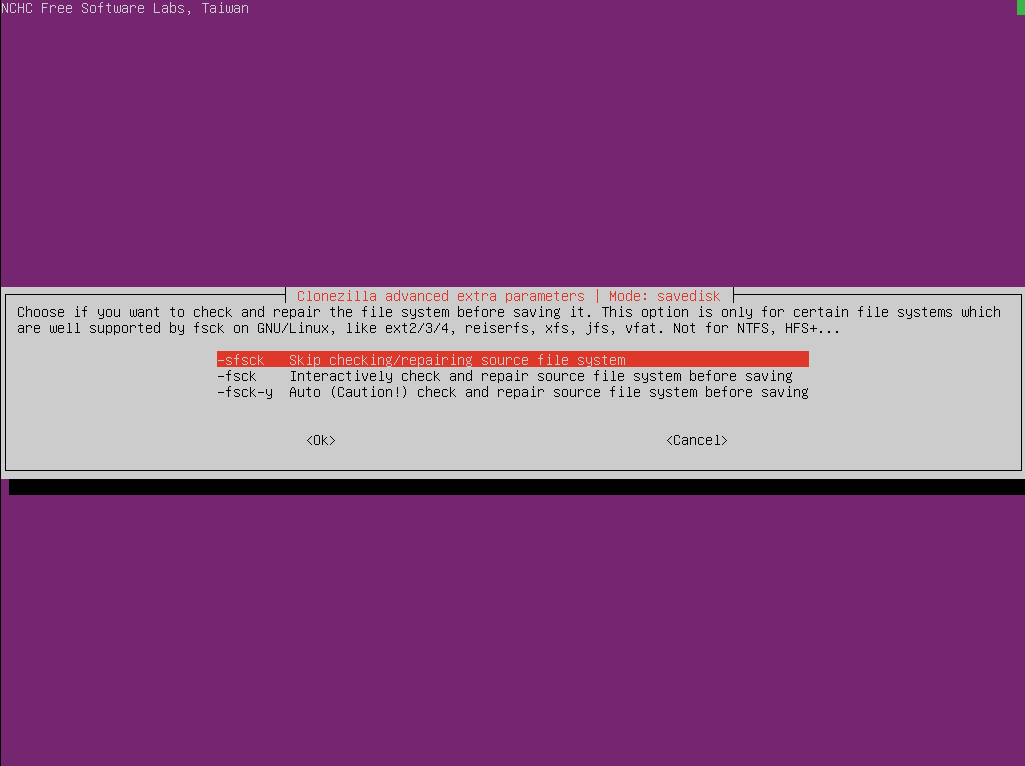 NCHC Free Software Labs, Taiwan
Clonezilla advanced extra parameters | Mode: savedisk
Choose if you want to check and repair the file system before saving it. This option is only for certain file systems which
are well supported by fsck on GNU/Linux, like ext2/3/4, reiserfs, xfs, jfs, vfat. Not for NTFS, HFS+...
-sfsck Skip checking/repairing source file system
-fsck Interactively check and repair source file system before saving
-fsck-y Auto (Caution!) check and repair source file system before saving
<Ok> <Cancel>